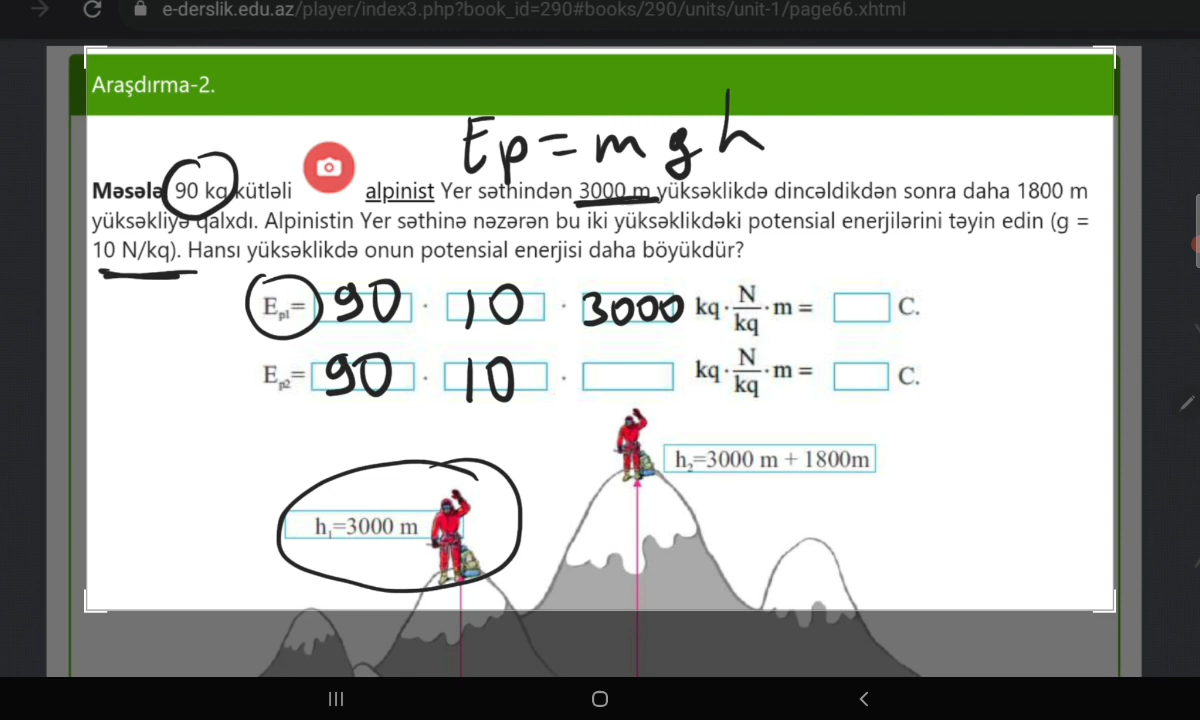 e-derslik.edu.az/player/index3.php?book_id=290#books/290/units/unit-1/page66.xhtml
Araşdırma-2.
Ep = mgh
Məsələ 90 kq kütləli alpinist Yer səthindən 3000 m yüksəklikdə dincəldikdən sonra daha 1800 m
yüksəkliyə qalxdı. Alpinistin Yer səthinə nəzərən bu iki yüksəklikdəki potensial enerjilərini təyin edin (g =
10 N/kq). Hansı yüksəklikdə onun potensial enerjisi daha böyükdür?
Ep1= 90 · 10 · 3000 kq · N/kq · m = C.
Ep2= 90 · 10 · kq · N/kq · m = C.
h2=3000 m + 1800m
h1=3000 m